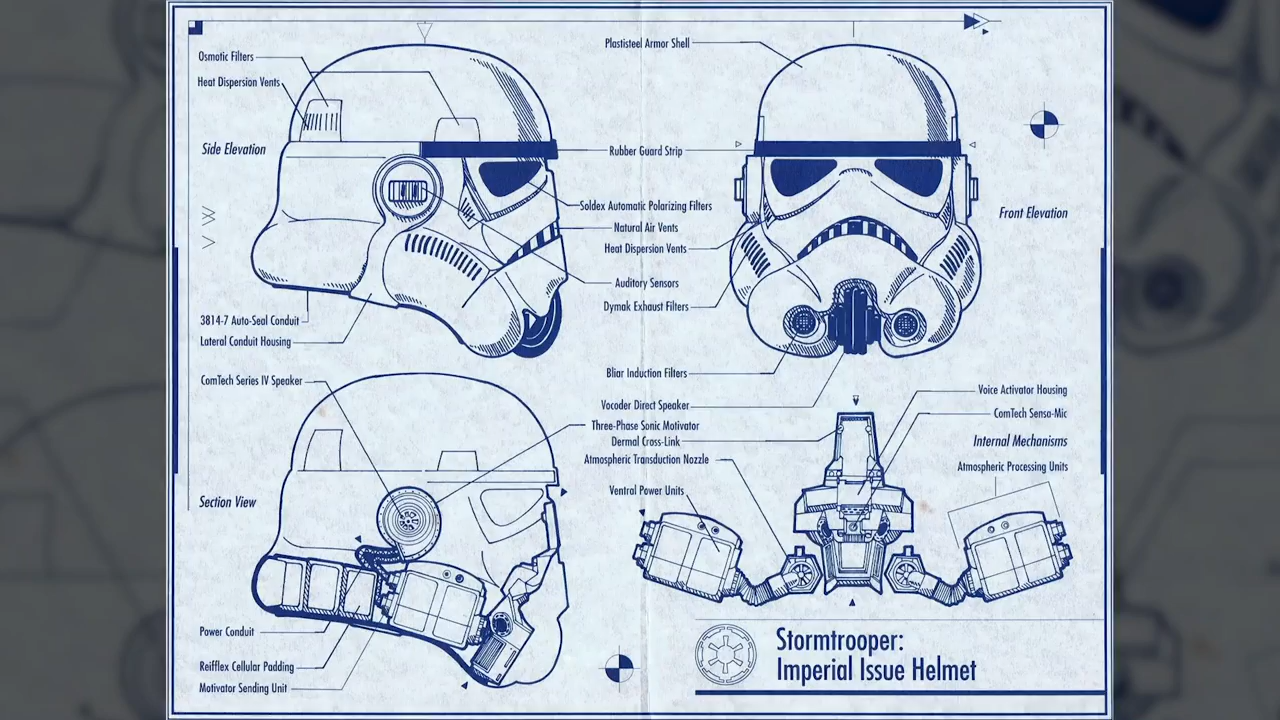 Osmotic Filters
Heat Dispersion Vents
Side Elevation
3814-7 Auto-Seal Conduit
Lateral Conduit Housing
Plastisteel Armor Shell
Rubber Guard Strip
Soldex Automatic Polarizing Filters
Natural Air Vents
Heat Dispersion Vents
Auditory Sensors
Dymak Exhaust Filters
Bliar Induction Filters
Vocoder Direct Speaker
Front Elevation
ComTech Series IV Speaker
Section View
Power Conduit
Reifflex Cellular Padding
Motivator Sending Unit
Three-Phase Sonic Motivator
Dermal Cross-Link
Atmospheric Transduction Nozzle
Ventral Power Units
Voice Activator Housing
ComTech Sensa-Mic
Internal Mechanisms
Atmospheric Processing Units
Stormtrooper:
Imperial Issue Helmet